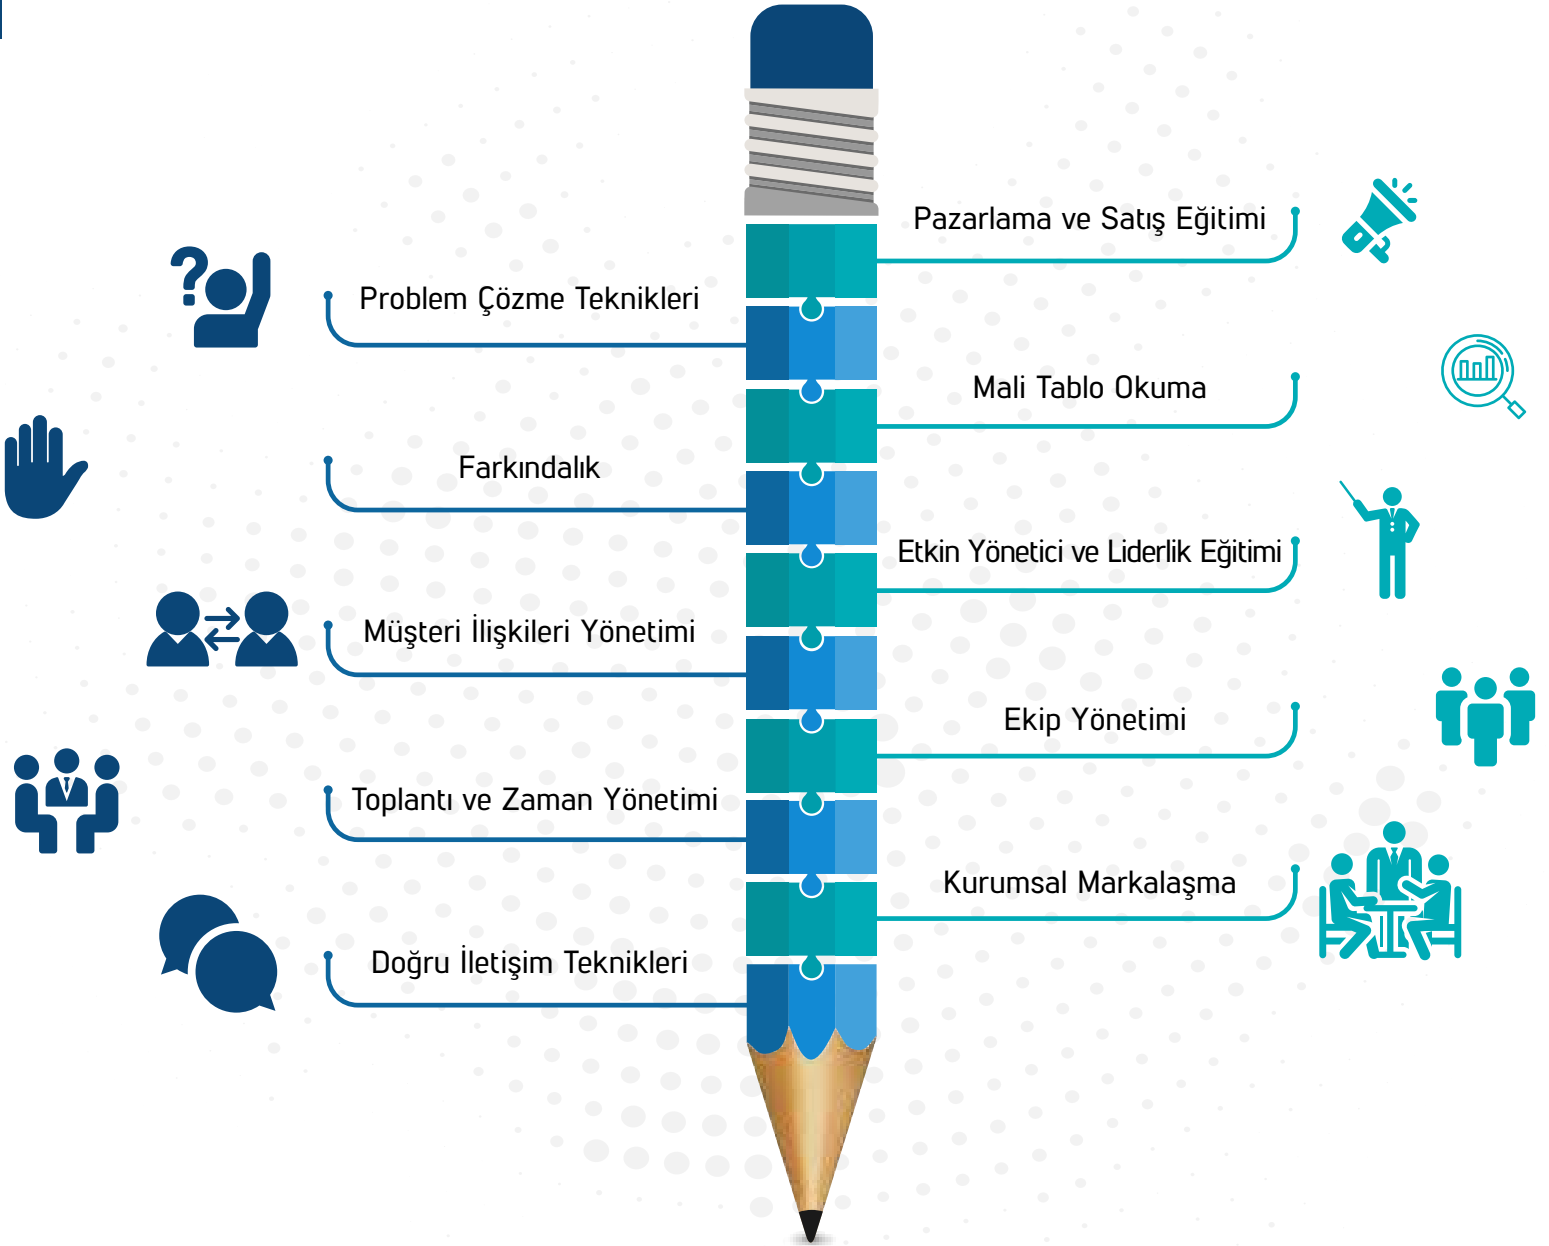 Pazarlama ve Satış Eğitimi
Problem Çözme Teknikleri
Mali Tablo Okuma
Farkındalık
Etkin Yönetici ve Liderlik Eğitimi
Müşteri İlişkileri Yönetimi
Ekip Yönetimi
Toplantı ve Zaman Yönetimi
Kurumsal Markalaşma
Doğru İletişim Teknikleri